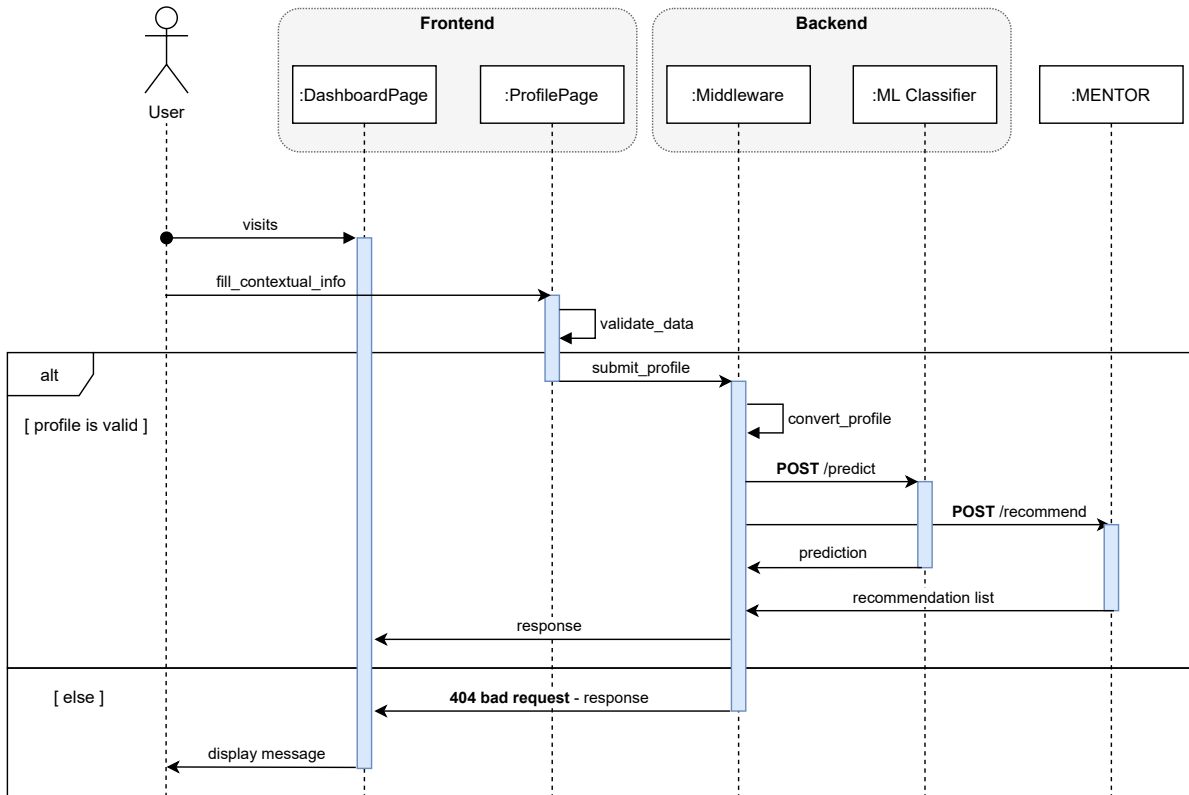 Frontend
Backend
:DashboardPage
:ProfilePage
:Middleware
:ML Classifier
:MENTOR
User
visits
fill_contextual_info
validate_data
alt
submit_profile
[ profile is valid ]
convert_profile
POST /predict
POST /recommend
prediction
recommendation list
response
[ else ]
404 bad request - response
display message